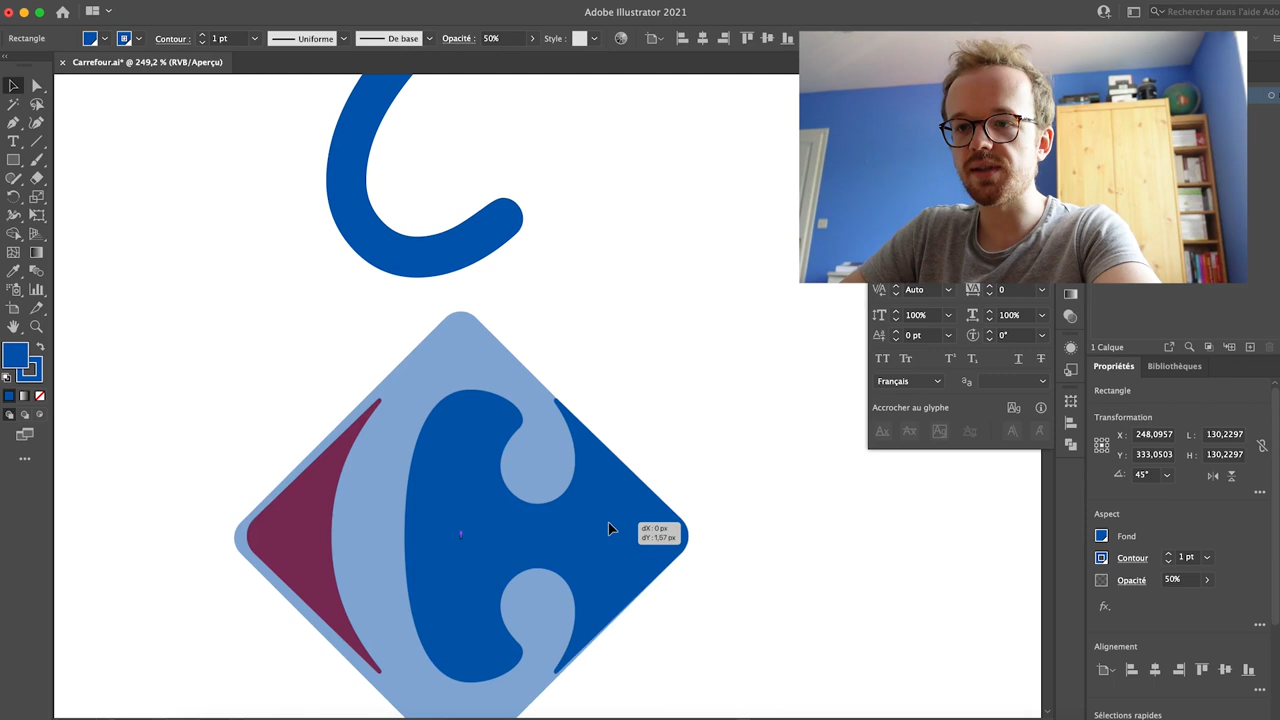 Adobe Illustrator 2021
Rechercher dans l'aide Adobe
Rectangle
Contour :
1 pt
Uniforme
De base
Opacité :
50%
Style :
Carrefour.ai* @ 249,2 % (RVB/Aperçu)
Auto
0
100%
100%
0 pt
0°
Français
Accrocher au glyphe
1 Calque
Propriétés
Bibliothèques
Rectangle
Transformation
X :
248,0957
L :
130,2297
Y :
333,0503
H :
130,2297
45°
Aspect
Fond
Contour
1 pt
Opacité
50%
fx.
Alignement
Sélections rapides
dX : 0 px
dY : 1,57 px